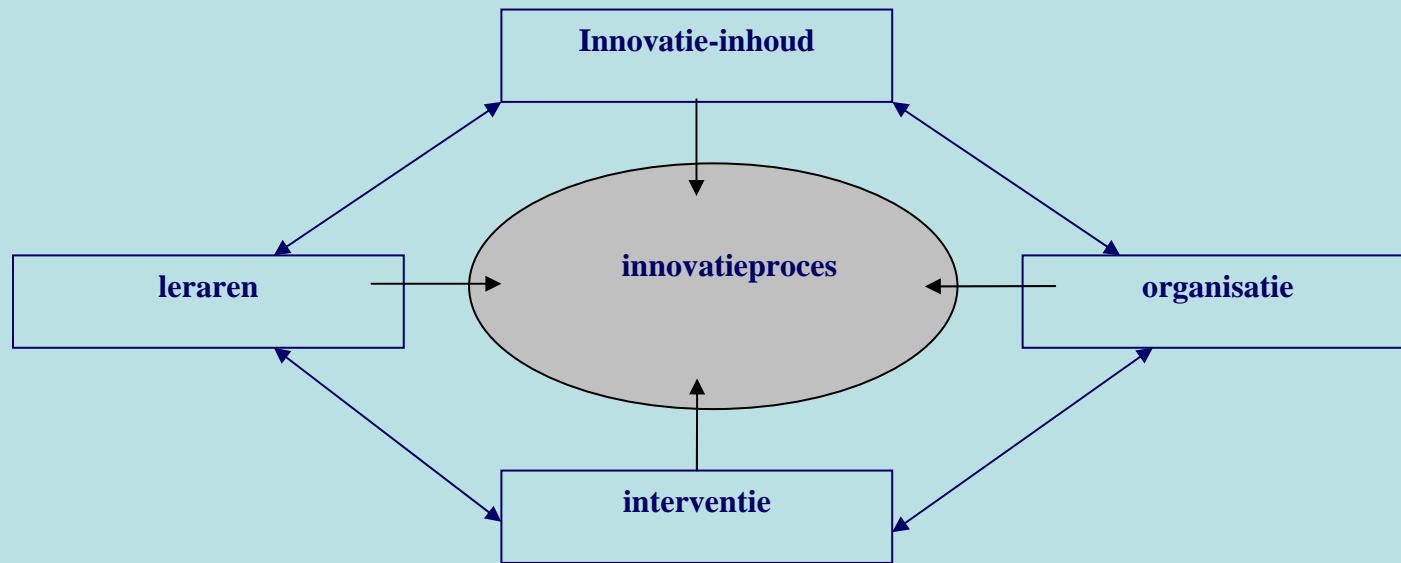 Innovatie-inhoud
innovatieproces
leraren
organisatie
interventie